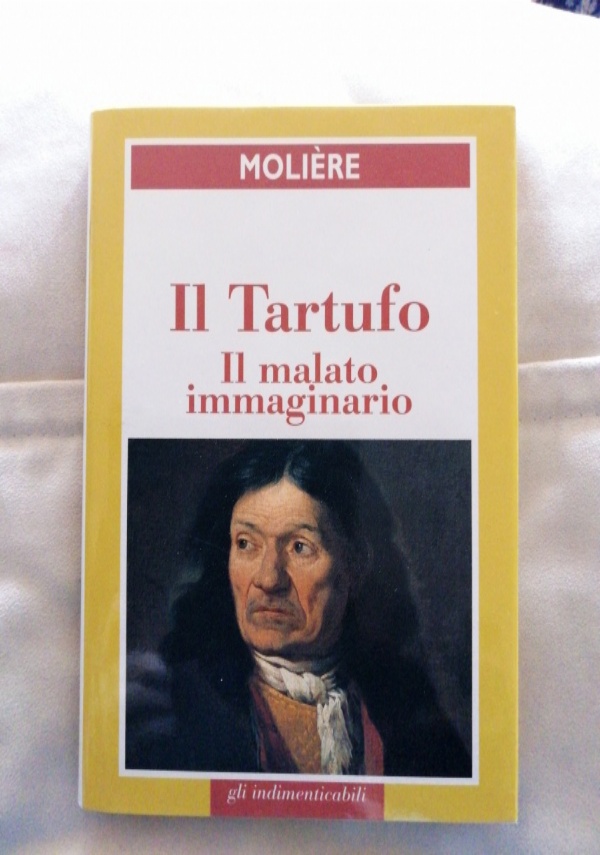 MOLIÈRE
Il Tartufo
Il malato
immaginario
gli indimenticabili